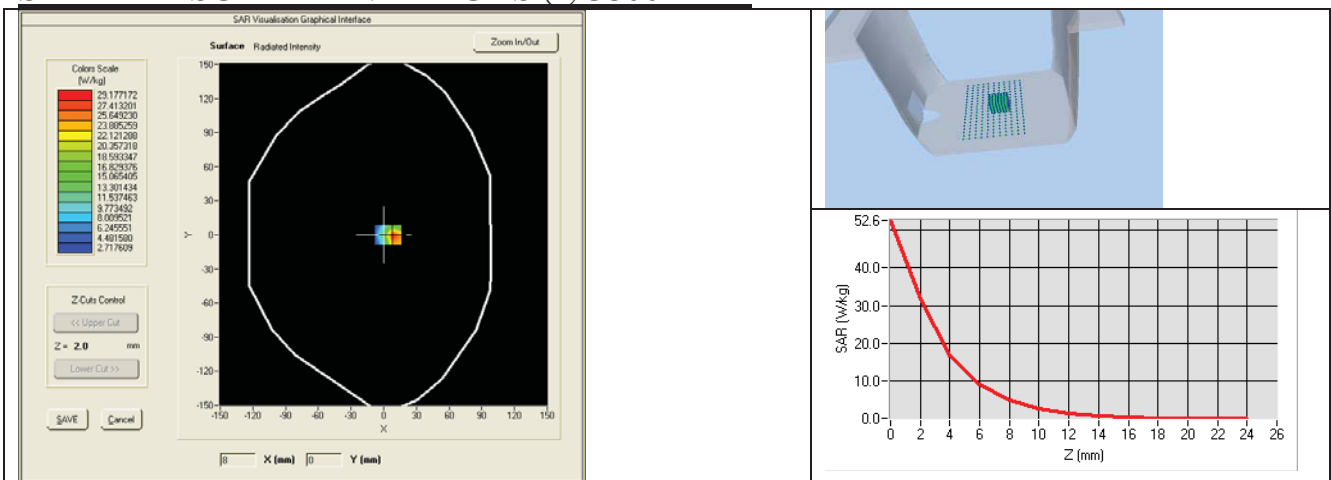 SAR Visualisation Graphical Interface
Surface Radiated Intensity
Zoom In/Out
Colors Scale
(W/kg)
29.177172
27.413201
25.649230
23.885259
22.121288
20.357318
18.593347
16.829376
15.065405
13.301434
11.537463
9.773492
8.009521
6.245551
4.481580
2.717609
Z-Cuts Control
<< Upper Cut
Z = 2.0 mm
Lower Cut >>
SAVE Cancel
150-
120-
90-
60-
30-
0-
-30-
-60-
-90-
-120-
-150-
Y
-150 -120 -90 -60 -30 0 30 60 90 120 150
X
8 X (mm) 0 Y (mm)
52.6-
40.0-
30.0-
20.0-
10.0-
0.0-
SAR (W/kg)
0 2 4 6 8 10 12 14 16 18 20 22 24 26
Z (mm)